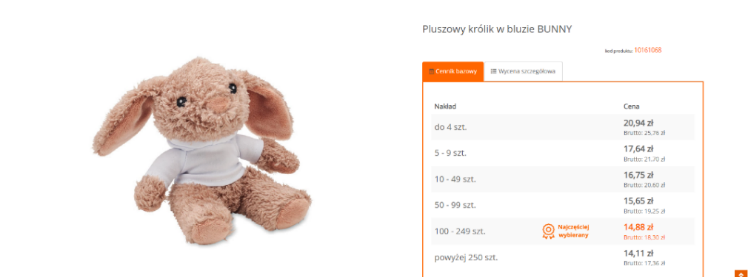 Pluszowy królik w bluzie BUNNY
kod produktu: 10161065
Cennik bazowy
Wycena szczegółowa
Nakład Cena
do 4 szt. 20,94 zł
Brutto: 25,76 zł
5 - 9 szt. 17,64 zł
Brutto: 21,70 zł
10 - 49 szt. 16,75 zł
Brutto: 20,60 zł
50 - 99 szt. 15,65 zł
Brutto: 19,25 zł
100 - 249 szt. Najczęściej wybierany 14,88 zł
Brutto: 18,30 zł
powyżej 250 szt. 14,11 zł
Brutto: 17,36 zł